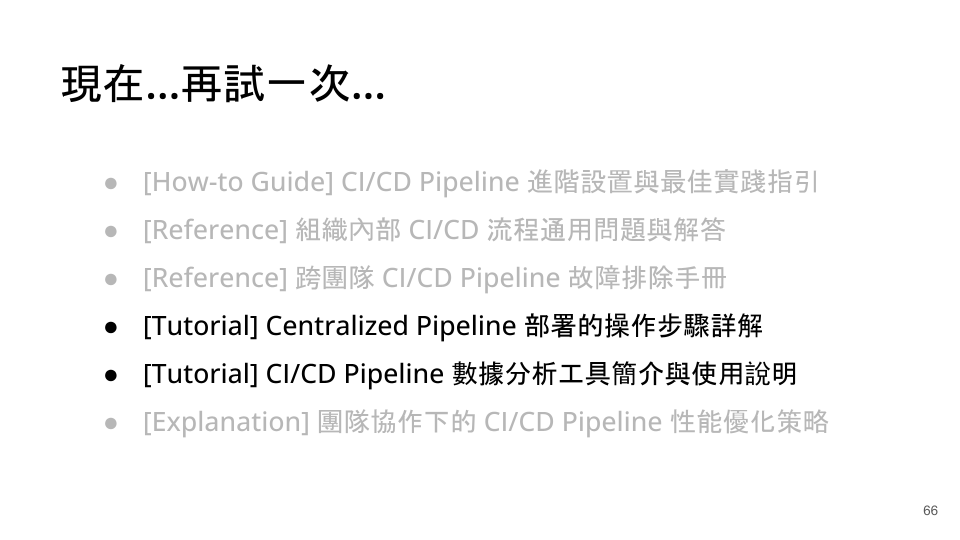 現在...再試一次...
● [How-to Guide] CI/CD Pipeline 進階設置與最佳實踐指引
● [Reference] 組織內部 CI/CD 流程通用問題與解答
● [Reference] 跨團隊 CI/CD Pipeline 故障排除手冊
● [Tutorial] Centralized Pipeline 部署的操作步驟詳解
● [Tutorial] CI/CD Pipeline 數據分析工具簡介與使用說明
● [Explanation] 團隊協作下的 CI/CD Pipeline 性能優化策略
66